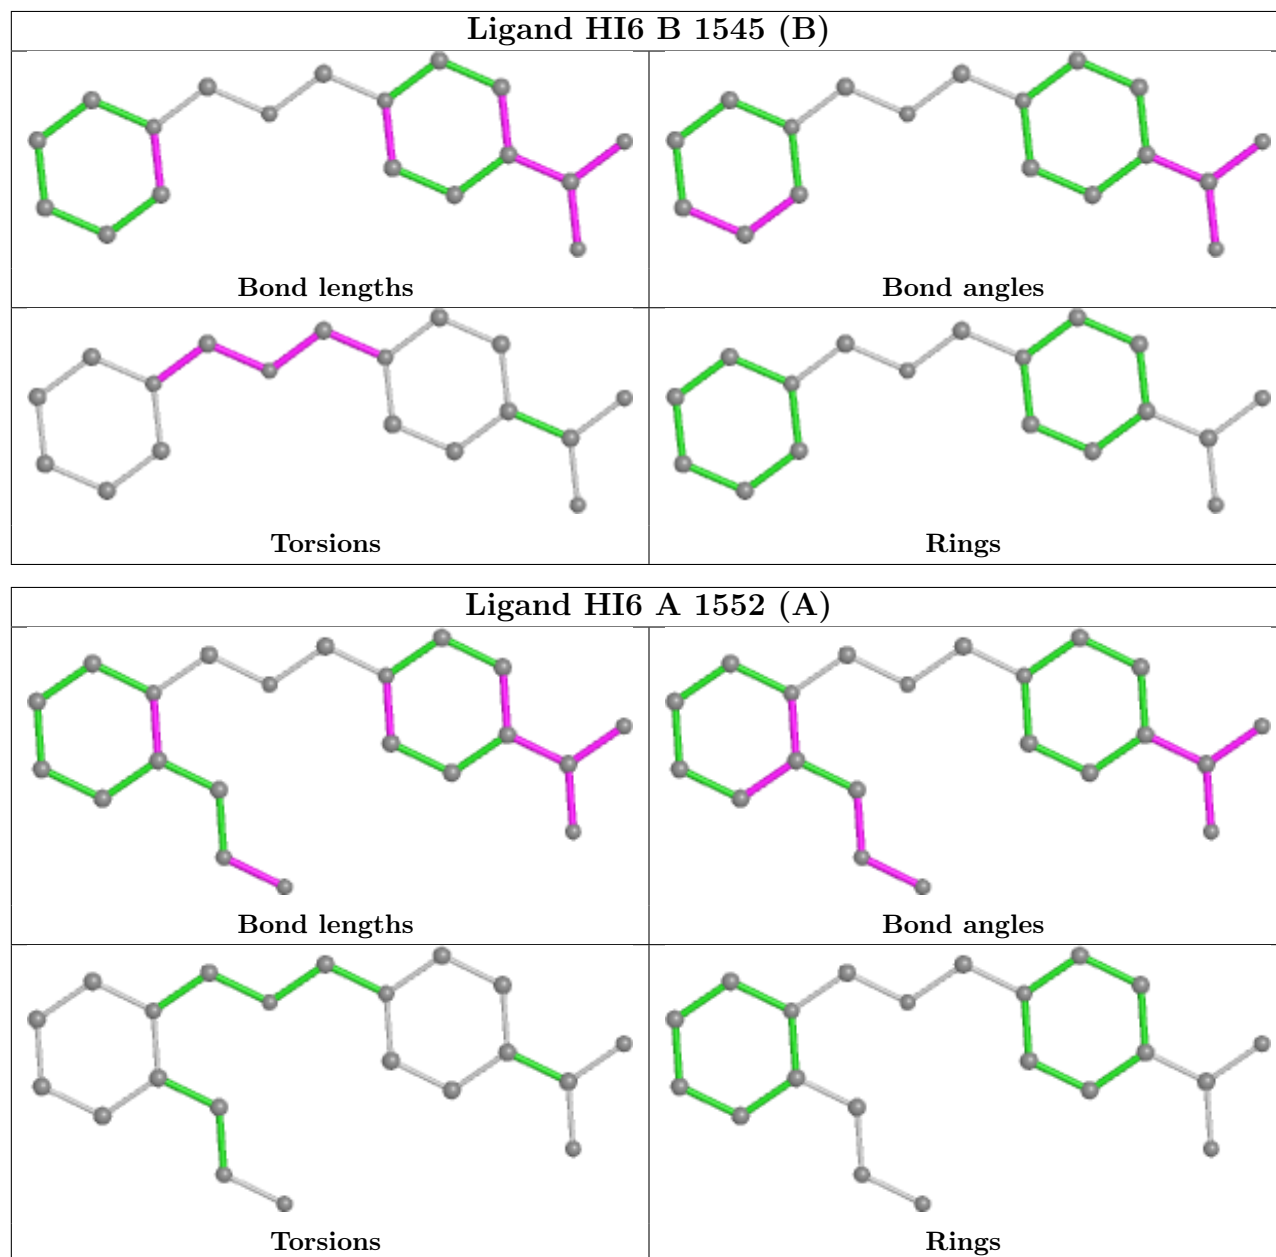 Ligand HI6 B 1545 (B)
Bond lengths
Bond angles
Torsions
Rings
Ligand HI6 A 1552 (A)
Bond lengths
Bond angles
Torsions
Rings